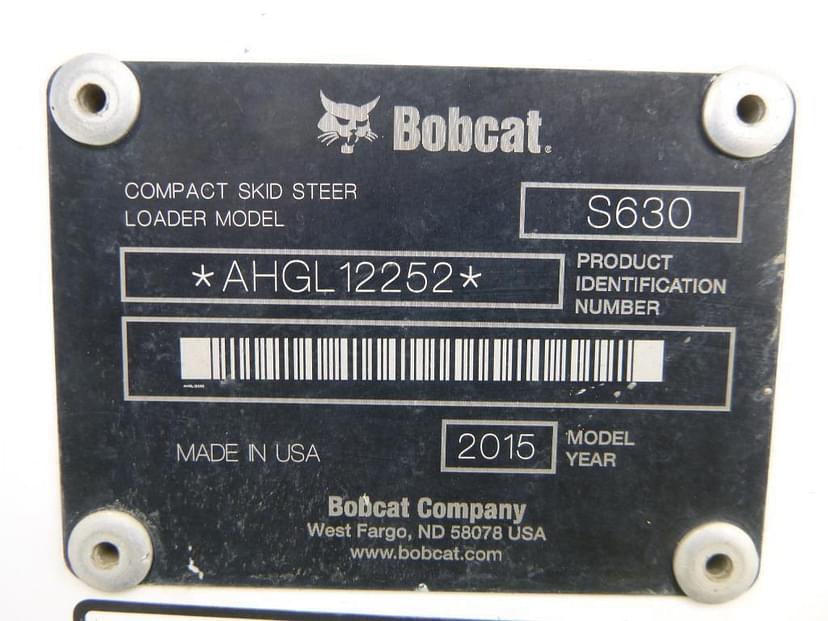 Bobcat®
COMPACT SKID STEER
LOADER MODEL
S630
*AHGL12252*
PRODUCT
IDENTIFICATION
NUMBER
MADE IN USA
2015
MODEL
YEAR
Bobcat Company
West Fargo, ND 58078 USA
www.bobcat.com